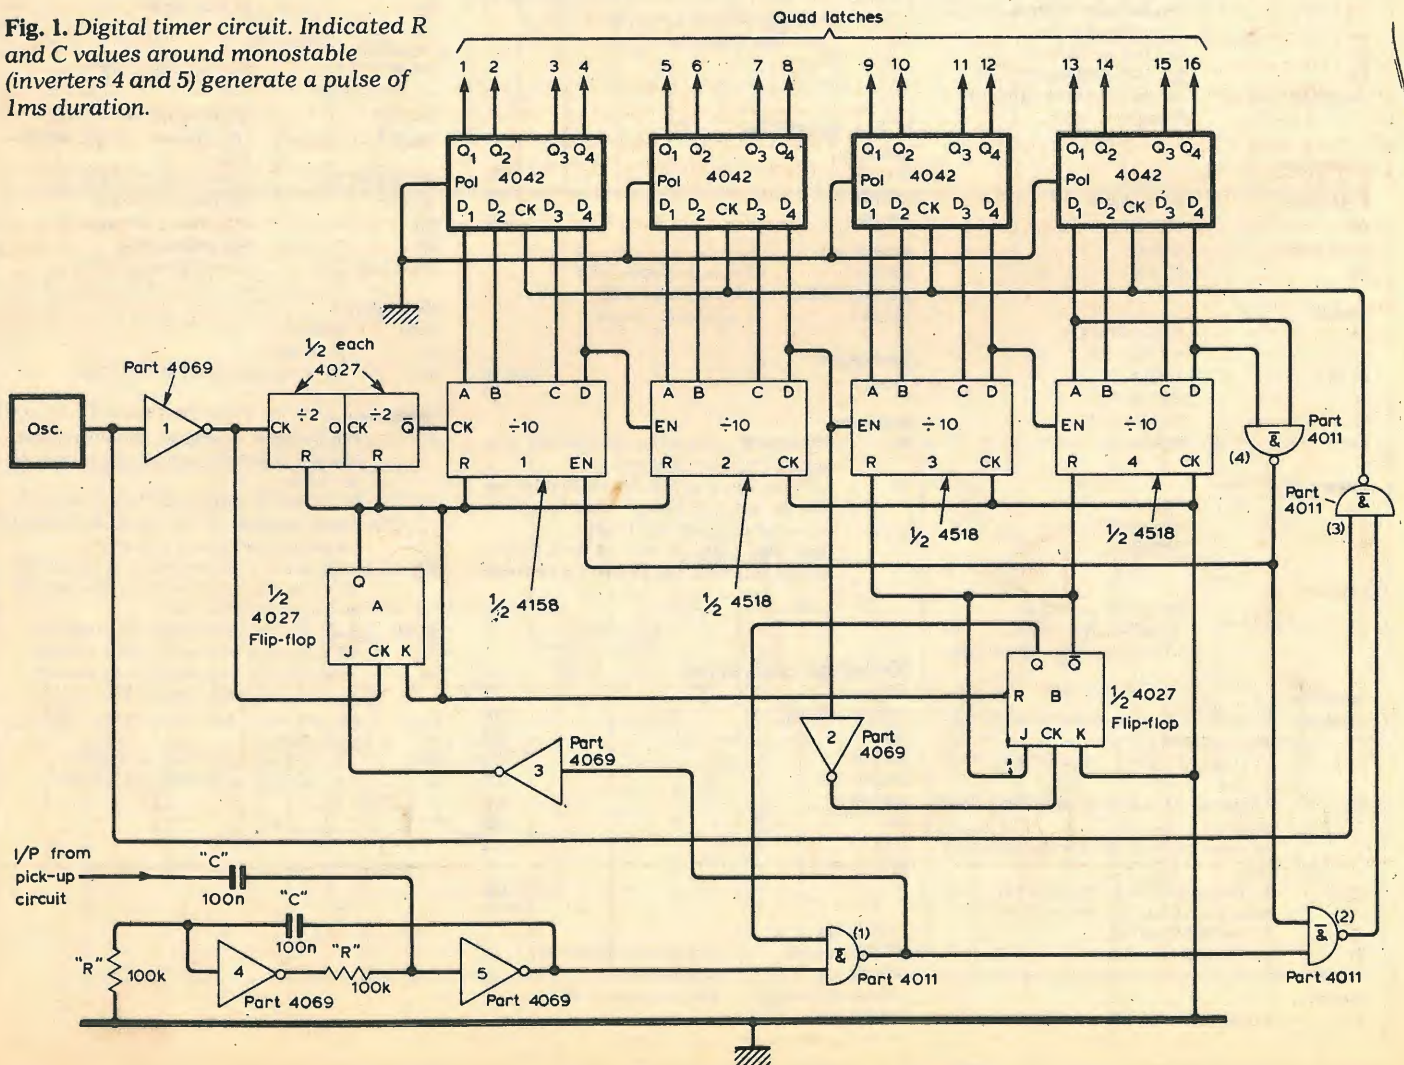 Fig. 1. Digital timer circuit. Indicated R
and C values around monostable
(inverters 4 and 5) generate a pulse of
1ms duration.
Quad latches
1 2 3 4 5 6 7 8 9 10 11 12 13 14 15 16
Q1 Q2 Q3 Q4 Q1 Q2 Q3 Q4 Q1 Q2 Q3 Q4 Q1 Q2 Q3 Q4
Pol 4042 Pol 4042 Pol 4042 Pol 4042
D1 D2 CK D3 D4 D1 D2 CK D3 D4 D1 D2 CK D3 D4 D1 D2 CK D3 D4
1/2 each
4027
Part 4069
Osc.
1
CK ÷2 Q CK ÷2 Q̅
R R
A B C D A B C D A B C D A B C D
CK ÷10 EN ÷10 EN ÷10 EN ÷10
R 1 EN R 2 CK R 3 CK R 4 CK
&̅
(4)
Part
4011
Part
4011
&̅
(3)
1/2 4158
1/2 4518
1/2 4518
1/2 4518
1/2
4027
Flip-flop
Q
A
J CK K
Q Q̅
R B
J CK K
1/2 4027
Flip-flop
2
Part
4069
3
Part
4069
I/P from
pick-up
circuit
"C"
100n
"C"
100n
"R"
100k
4
Part 4069
"R"
100k
5
Part 4069
&̅
(1)
Part 4011
&̅
(2)
Part 4011